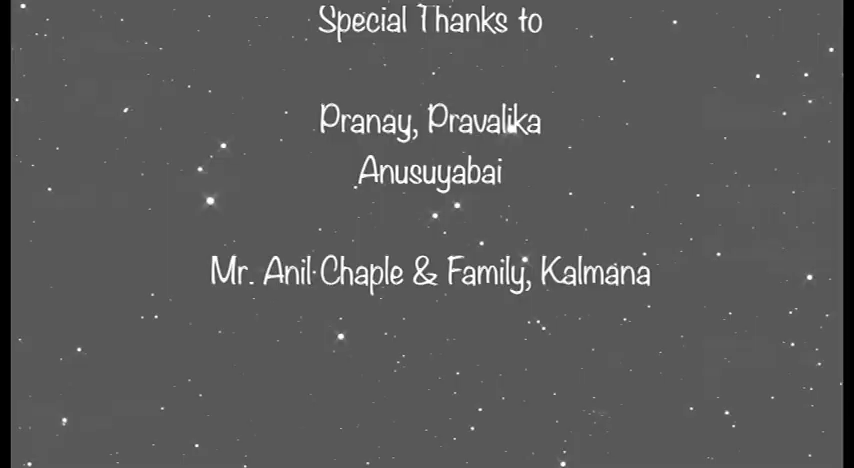 Special Thanks to
Pranay, Pravalika
Anusuyabai
Mr. Anil Chaple & Family, Kalmana